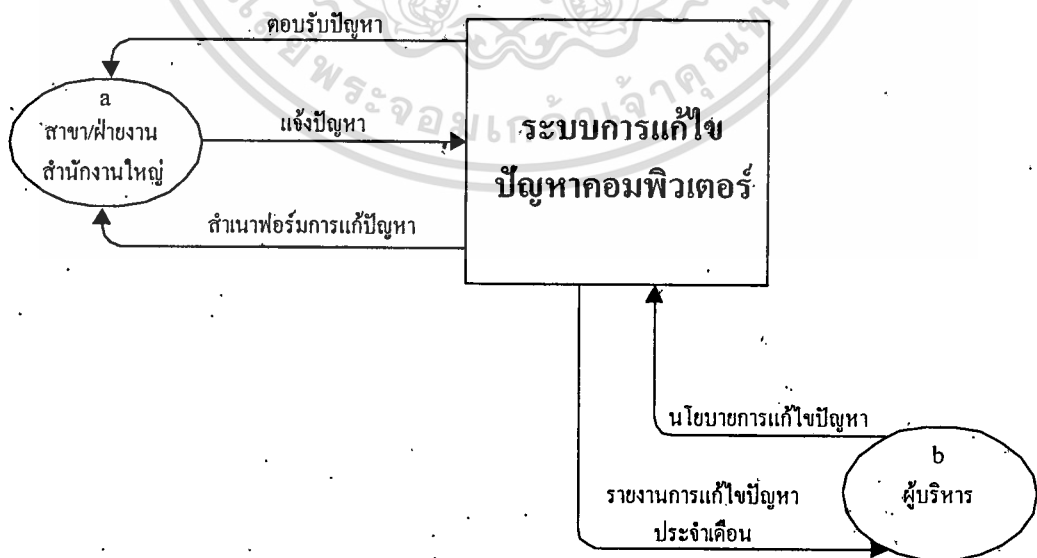 ตอบรับปัญหา
a
สาขา/ฝ่ายงาน
สำนักงานใหญ่
แจ้งปัญหา
ระบบการแก้ไข
ปัญหาคอมพิวเตอร์
สำเนาฟอร์มการแก้ปัญหา
นโยบายการแก้ไขปัญหา
b
ผู้บริหาร
รายงานการแก้ไขปัญหา
ประจำเดือน